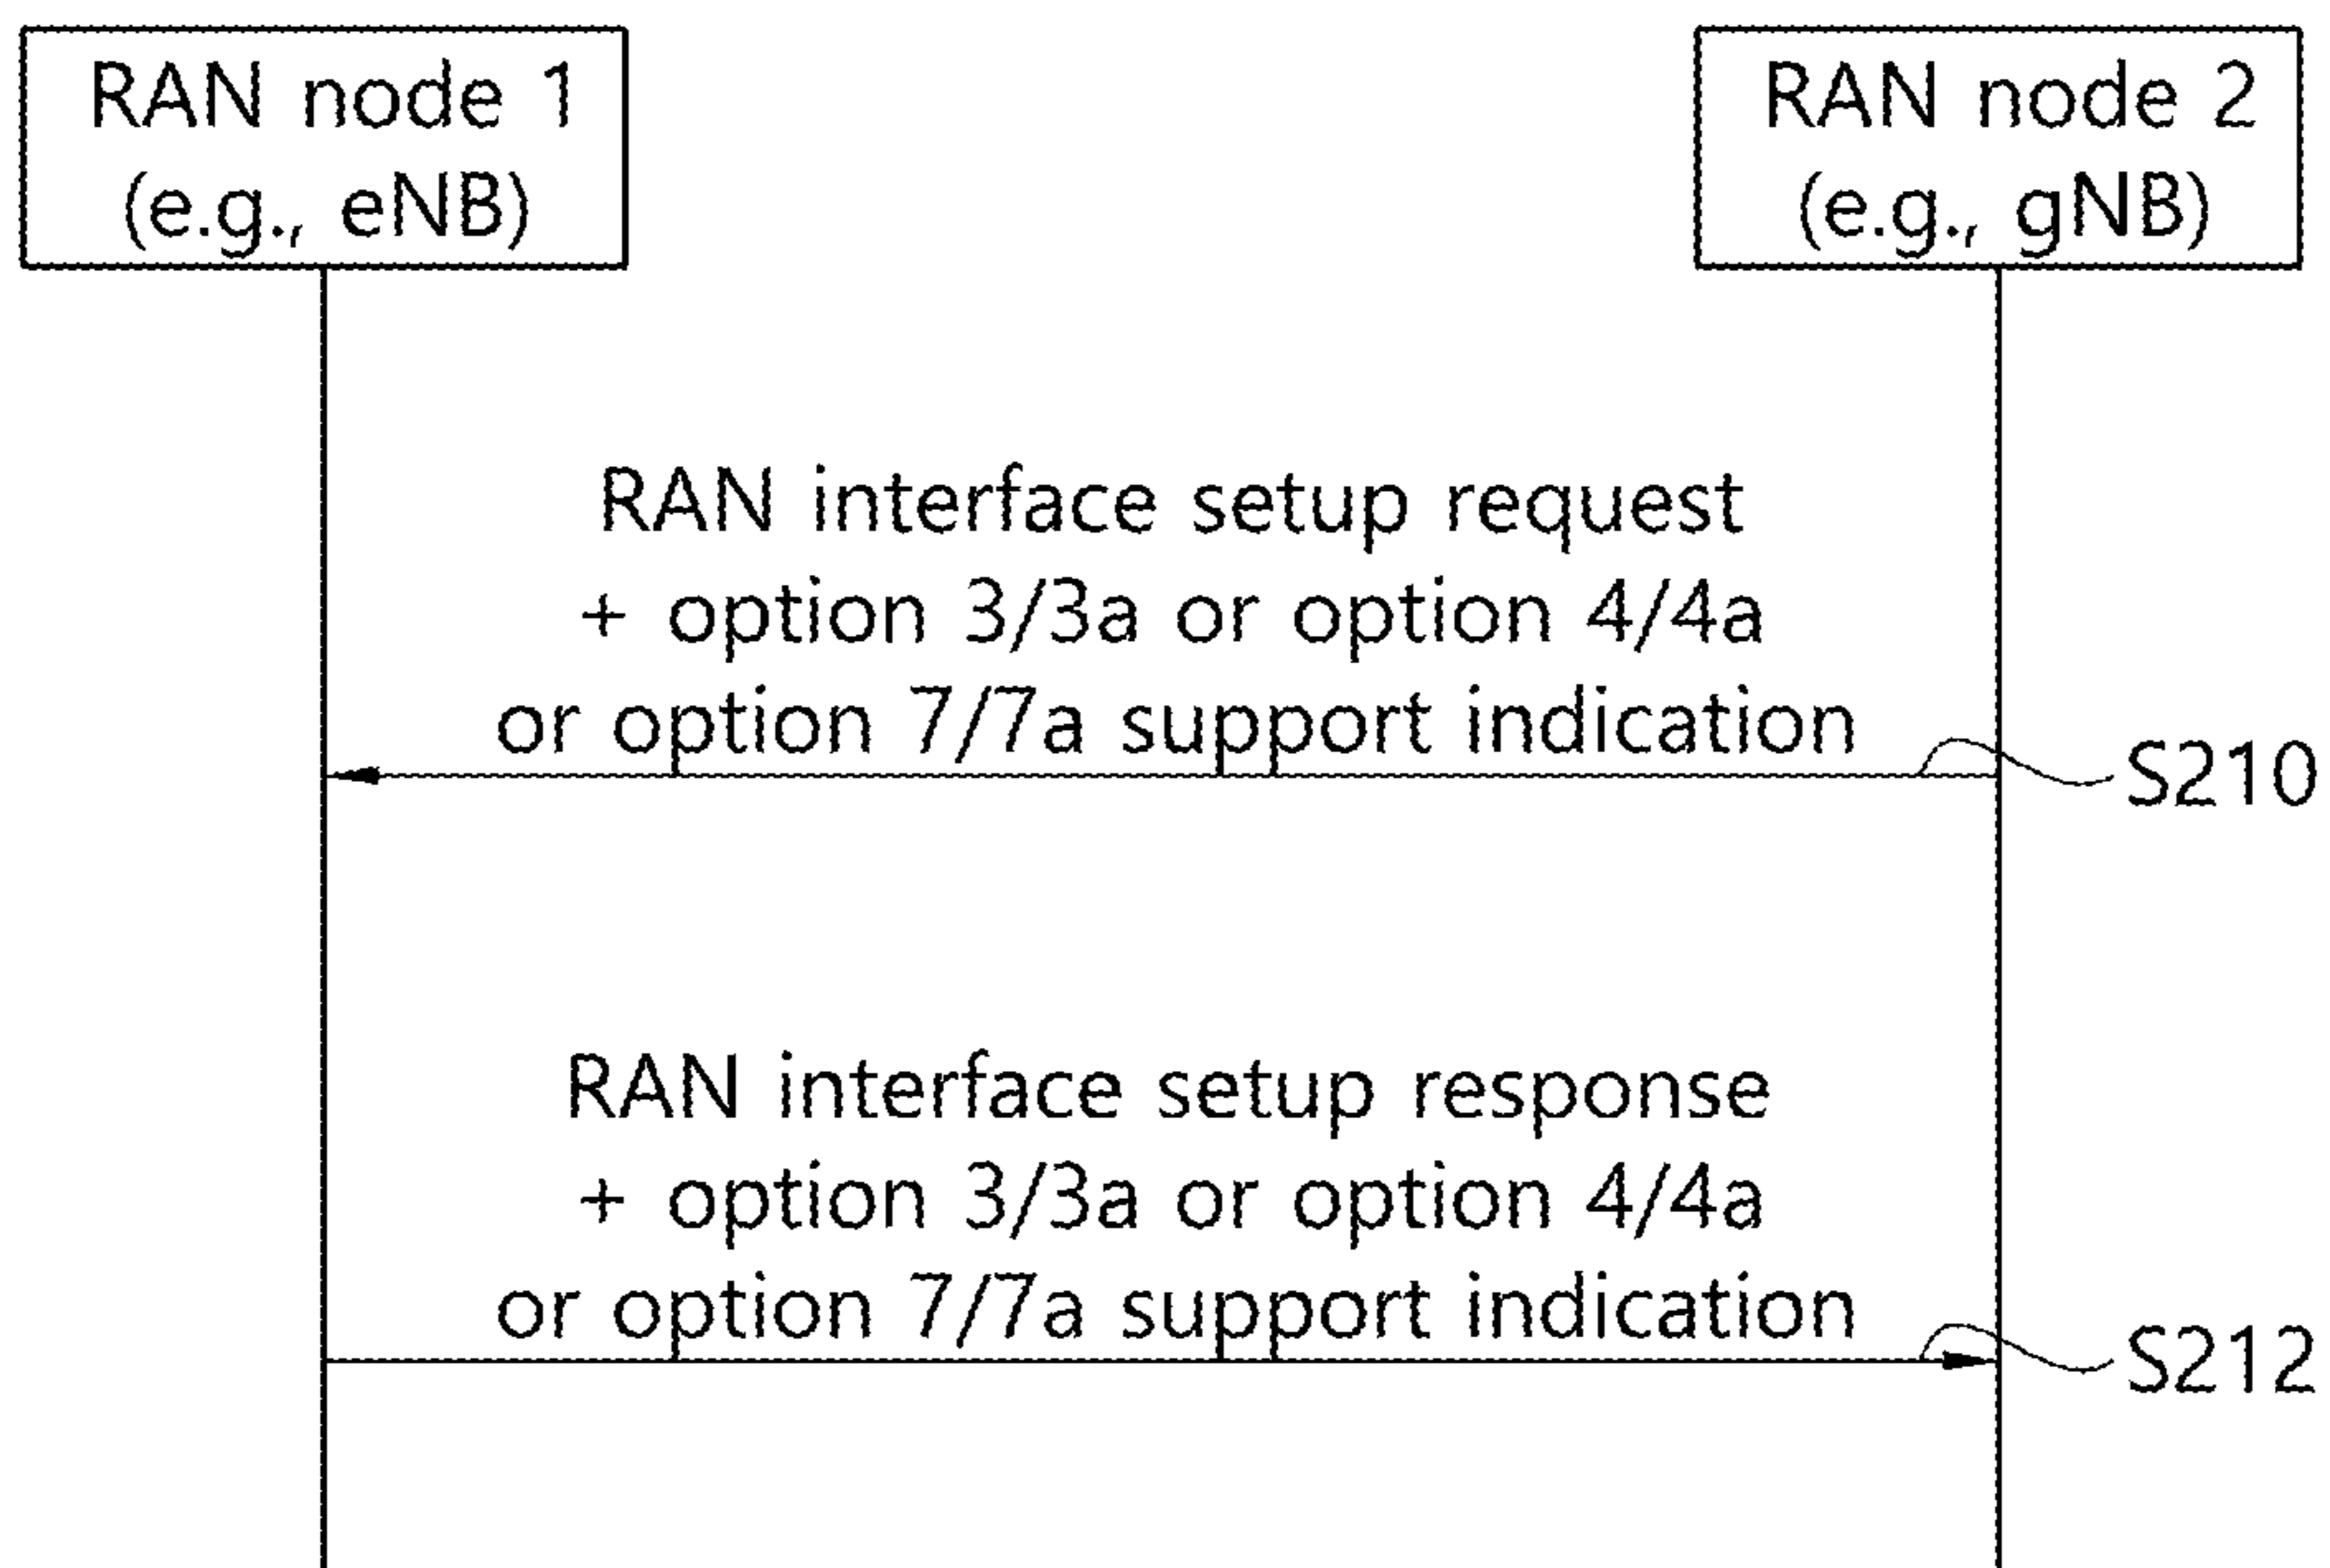 RAN node 1
(e.g., eNB)
RAN node 2
(e.g., gNB)
RAN interface setup request
+ option 3/3a or option 4/4a
or option 7/7a support indication
S210
RAN interface setup response
+ option 3/3a or option 4/4a
or option 7/7a support indication
S212